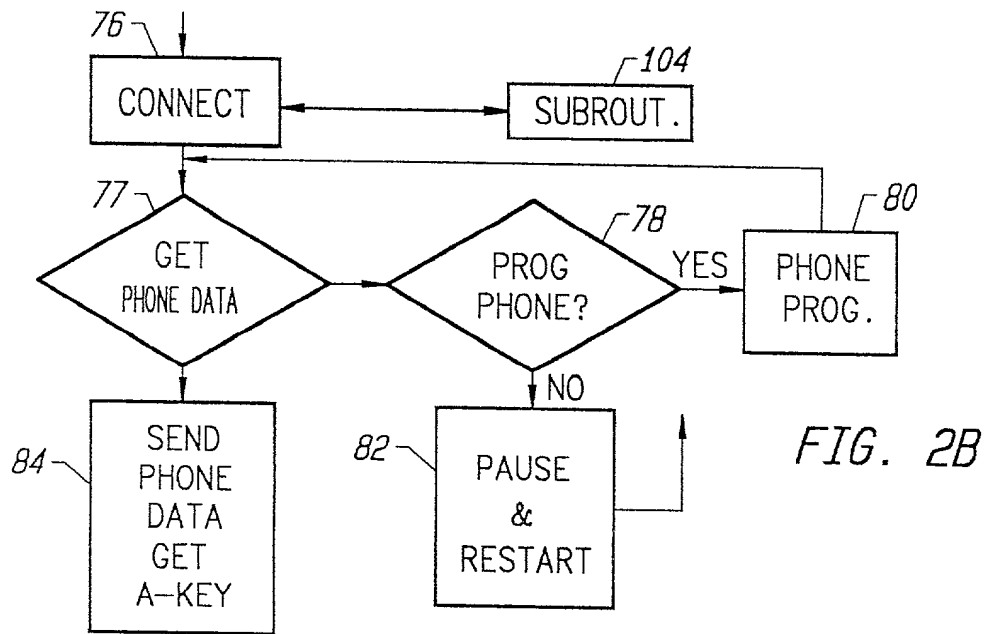 76
CONNECT
104
SUBROUT.
77
GET
PHONE DATA
78
PROG
PHONE?
YES
80
PHONE
PROG.
NO
84
SEND
PHONE
DATA
GET
A-KEY
82
PAUSE
&
RESTART
FIG. 2B